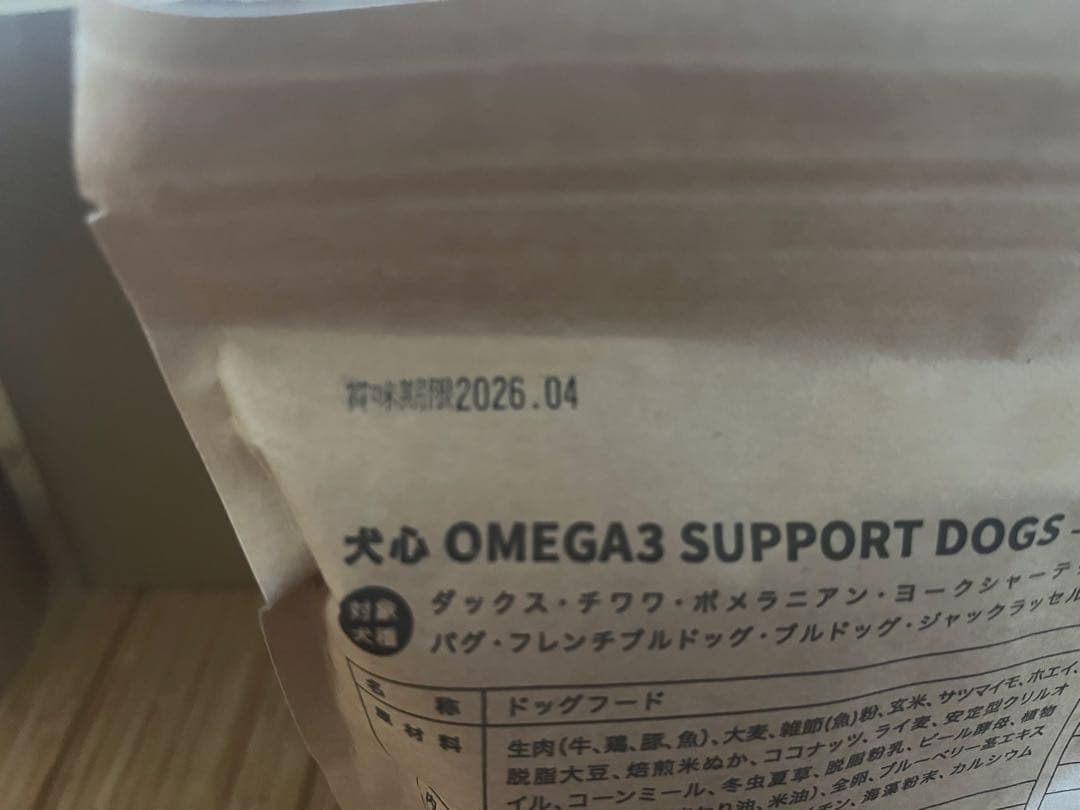 賞味期限2026.04
犬心 OMEGA3 SUPPORT DOGS
対象
犬種
ダックス・チワワ・ポメラニアン・ヨークシャーテ
パグ・フレンチブルドッグ・ブルドッグ・ジャックラッセル
名 称 ドッグフード
原材料 生肉(牛、鶏、豚、魚)、大麦、雑節(魚)粉、玄米、サツマイモ、ホエイ、
脱脂大豆、焙煎米ぬか、ココナッツ、ライ麦、安定型クリルオ
イル、コーンミール、冬虫夏草、脱脂粉乳、ビール酵母、植物
油、米油)、全卵、ブルーベリー葉エキス
海藻粉末、カルシウム